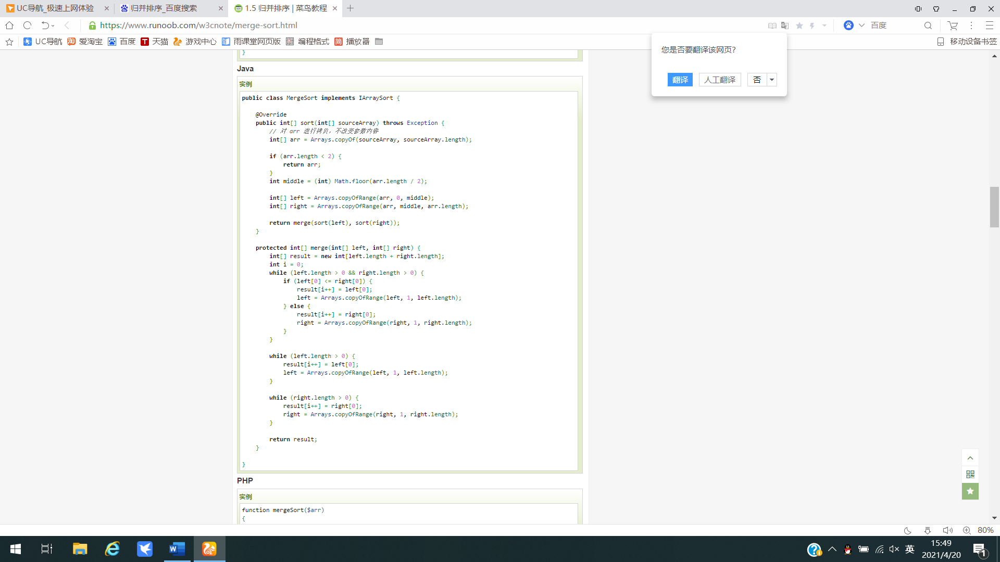 UC导航_极速上网体验
归并排序_百度搜索
1.5 归并排序 | 菜鸟教程
https://www.runoob.com/w3cnote/merge-sort.html
百度
UC导航
爱淘宝
百度
天猫
游戏中心
雨课堂网页版
编程格式
播放器
移动设备书签
您是否要翻译该网页?
翻译
人工翻译
否
}
Java
实例
public class MergeSort implements IArraySort {
@Override
public int[] sort(int[] sourceArray) throws Exception {
// 对 arr 进行拷贝，不改变参数内容
int[] arr = Arrays.copyOf(sourceArray, sourceArray.length);
if (arr.length < 2) {
return arr;
}
int middle = (int) Math.floor(arr.length / 2);
int[] left = Arrays.copyOfRange(arr, 0, middle);
int[] right = Arrays.copyOfRange(arr, middle, arr.length);
return merge(sort(left), sort(right));
}
protected int[] merge(int[] left, int[] right) {
int[] result = new int[left.length + right.length];
int i = 0;
while (left.length > 0 && right.length > 0) {
if (left[0] <= right[0]) {
result[i++] = left[0];
left = Arrays.copyOfRange(left, 1, left.length);
} else {
result[i++] = right[0];
right = Arrays.copyOfRange(right, 1, right.length);
}
}
while (left.length > 0) {
result[i++] = left[0];
left = Arrays.copyOfRange(left, 1, left.length);
}
while (right.length > 0) {
result[i++] = right[0];
right = Arrays.copyOfRange(right, 1, right.length);
}
return result;
}
}
PHP
实例
function mergeSort($arr)
{
80%
英
15:49
2021/4/20
1